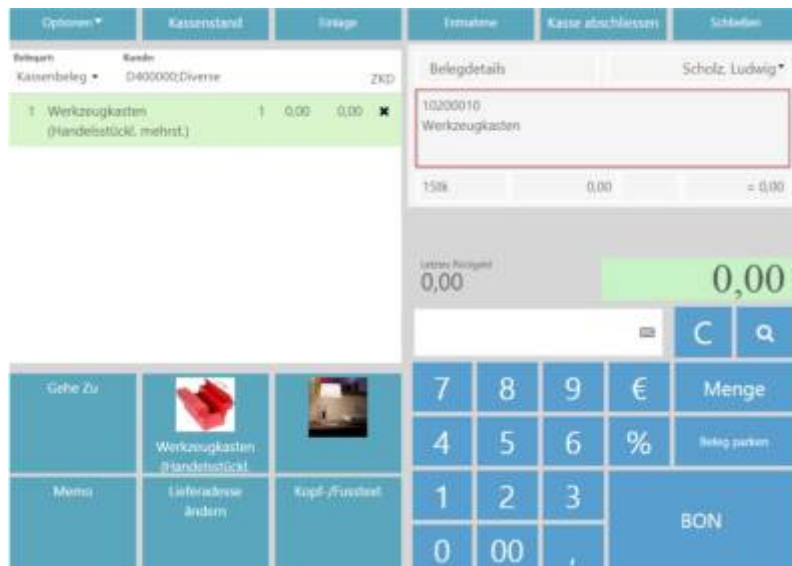 Optionen
Kassenstand
Einlage
Entnahme
Kasse abschliessen
Schließen
Belegart:
Kunde:
Kassenbeleg
D400000;Diverse
ZKD
1 Werkzeugkasten 1 0,00 0,00
(Handelsstückl. mehrst.)
Belegdetails
Scholz, Ludwig
10200010
Werkzeugkasten
1Stk 0,00 = 0,00
Letztes Rückgeld
0,00
0,00
C
7 8 9 € Menge
4 5 6 % Beleg parken
1 2 3
BON
0 00 ,
Gehe Zu
Werkzeugkasten
(Handelsstückl.
Memo
Lieferadresse
ändern
Kopf-/Fusstext